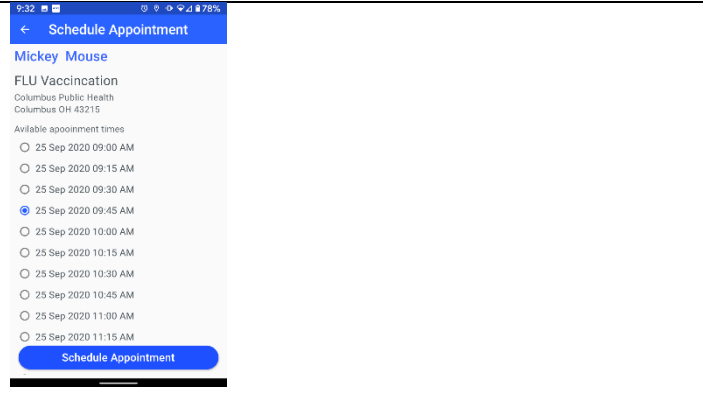 9:32 78%
Schedule Appointment
Mickey Mouse
FLU Vaccincation
Columbus Public Health
Columbus OH 43215
Avilable apooinment times
25 Sep 2020 09:00 AM
25 Sep 2020 09:15 AM
25 Sep 2020 09:30 AM
25 Sep 2020 09:45 AM
25 Sep 2020 10:00 AM
25 Sep 2020 10:15 AM
25 Sep 2020 10:30 AM
25 Sep 2020 10:45 AM
25 Sep 2020 11:00 AM
25 Sep 2020 11:15 AM
Schedule Appointment